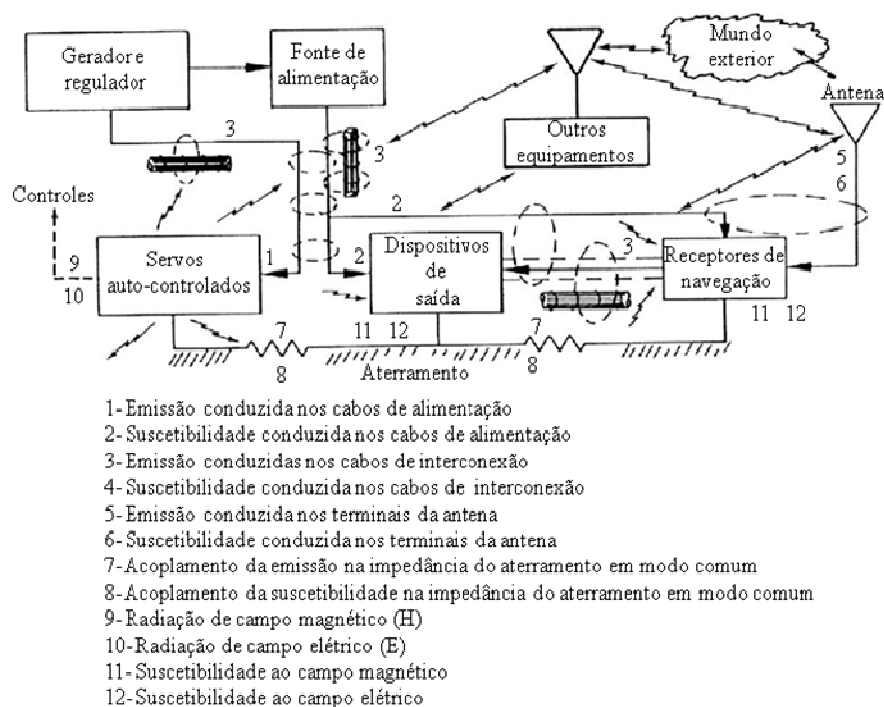 Gerador e
regulador
Fonte de
alimentação
Mundo
exterior
Antena
Outros
equipamentos
3
3
5
6
Controles
2
9
10
Servos
auto-controlados
1
2
Dispositivos
de
saída
3
Receptores de
navegação
11 12
7
8
11 12
7
8
Aterramento
1-Emissão conduzida nos cabos de alimentação
2-Suscetibilidade conduzida nos cabos de alimentação
3-Emissão conduzidas nos cabos de interconexão
4-Suscetibilidade conduzida nos cabos de interconexão
5-Emissão conduzida nos terminais da antena
6-Suscetibilidade conduzida nos terminais da antena
7-Acoplamento da emissão na impedância do aterramento em modo comum
8-Acoplamento da suscetibilidade na impedância do aterramento em modo comum
9-Radiação de campo magnético (H)
10-Radiação de campo elétrico (E)
11-Suscetibilidade ao campo magnético
12-Suscetibilidade ao campo elétrico